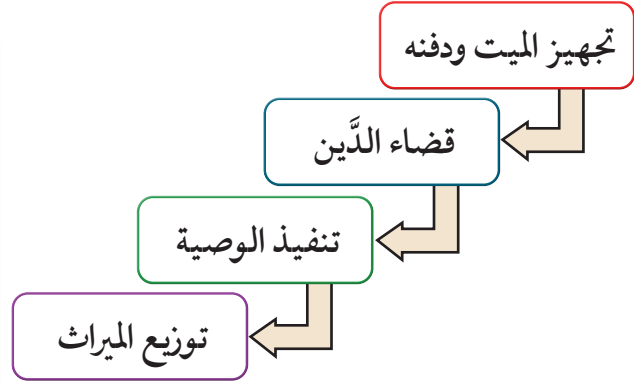 تجهيز الميت ودفنه
قضاء الدَّين
تنفيذ الوصية
توزيع الميراث